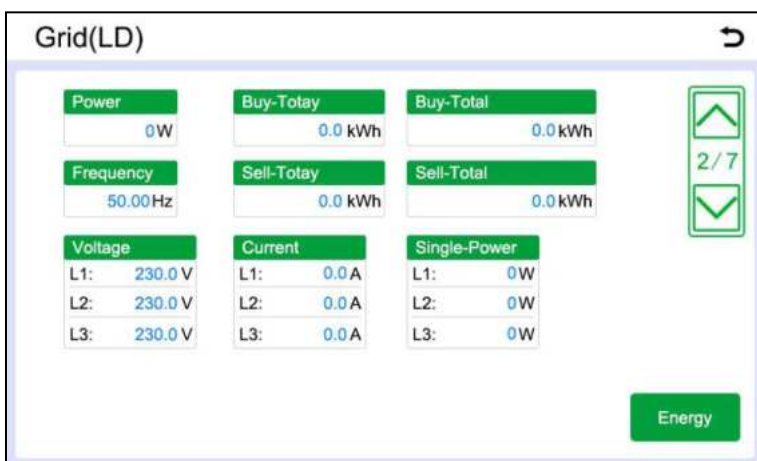 Grid(LD)
Power Buy-Totay Buy-Total
0W 0.0 kWh 0.0 kWh
2/7
Frequency Sell-Totay Sell-Total
50.00Hz 0.0 kWh 0.0 kWh
Voltage Current Single-Power
L1: 230.0 V L1: 0.0 A L1: 0W
L2: 230.0 V L2: 0.0 A L2: 0W
L3: 230.0 V L3: 0.0 A L3: 0W
Energy